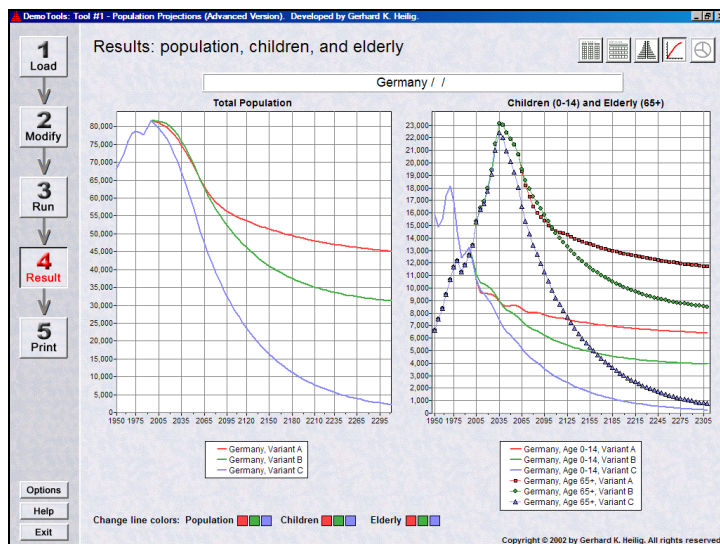 DemoTools: Tool #1 - Population Projections (Advanced Version). Developed by Gerhard K. Heilig.
1
Load
2
Modify
3
Run
4
Result
5
Print
Options
Help
Exit
Results: population, children, and elderly
Germany / /
Total Population
80,000
75,000
70,000
65,000
60,000
55,000
50,000
45,000
40,000
35,000
30,000
25,000
20,000
15,000
10,000
5,000
0
1950 1975 2005 2035 2065 2095 2120 2150 2180 2210 2235 2265 2295
Germany, Variant A
Germany, Variant B
Germany, Variant C
Children (0-14) and Elderly (65+)
23,000
22,000
21,000
20,000
19,000
18,000
17,000
16,000
15,000
14,000
13,000
12,000
11,000
10,000
9,000
8,000
7,000
6,000
5,000
4,000
3,000
2,000
1,000
0
1950 1975 2005 2035 2065 2095 2125 2155 2185 2215 2245 2275 2305
Germany, Age 0-14, Variant A
Germany, Age 0-14, Variant B
Germany, Age 0-14, Variant C
Germany, Age 65+, Variant A
Germany, Age 65+, Variant B
Germany, Age 65+, Variant C
Change line colors: Population Children Elderly
Copyright © 2002 by Gerhard K. Heilig. All rights reserved